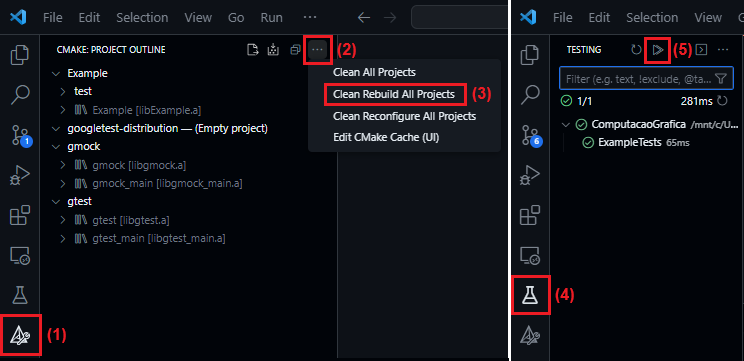 File Edit Selection View Go Run ···
CMAKE: PROJECT OUTLINE
··· (2)
Example
test
Example [libExample.a]
googletest-distribution — (Empty project)
gmock
gmock [libgmock.a]
gmock_main [libgmock_main.a]
gtest
gtest [libgtest.a]
gtest_main [libgtest_main.a]
Clean All Projects
Clean Rebuild All Projects (3)
Clean Reconfigure All Projects
Edit CMake Cache (UI)
1
(1)
File Edit Selection View G
TESTING
(5) ···
Filter (e.g. text, !exclude, @ta...
1/1 281ms
ComputacaoGrafica /mnt/c/U...
ExampleTests 65ms
6
(4)